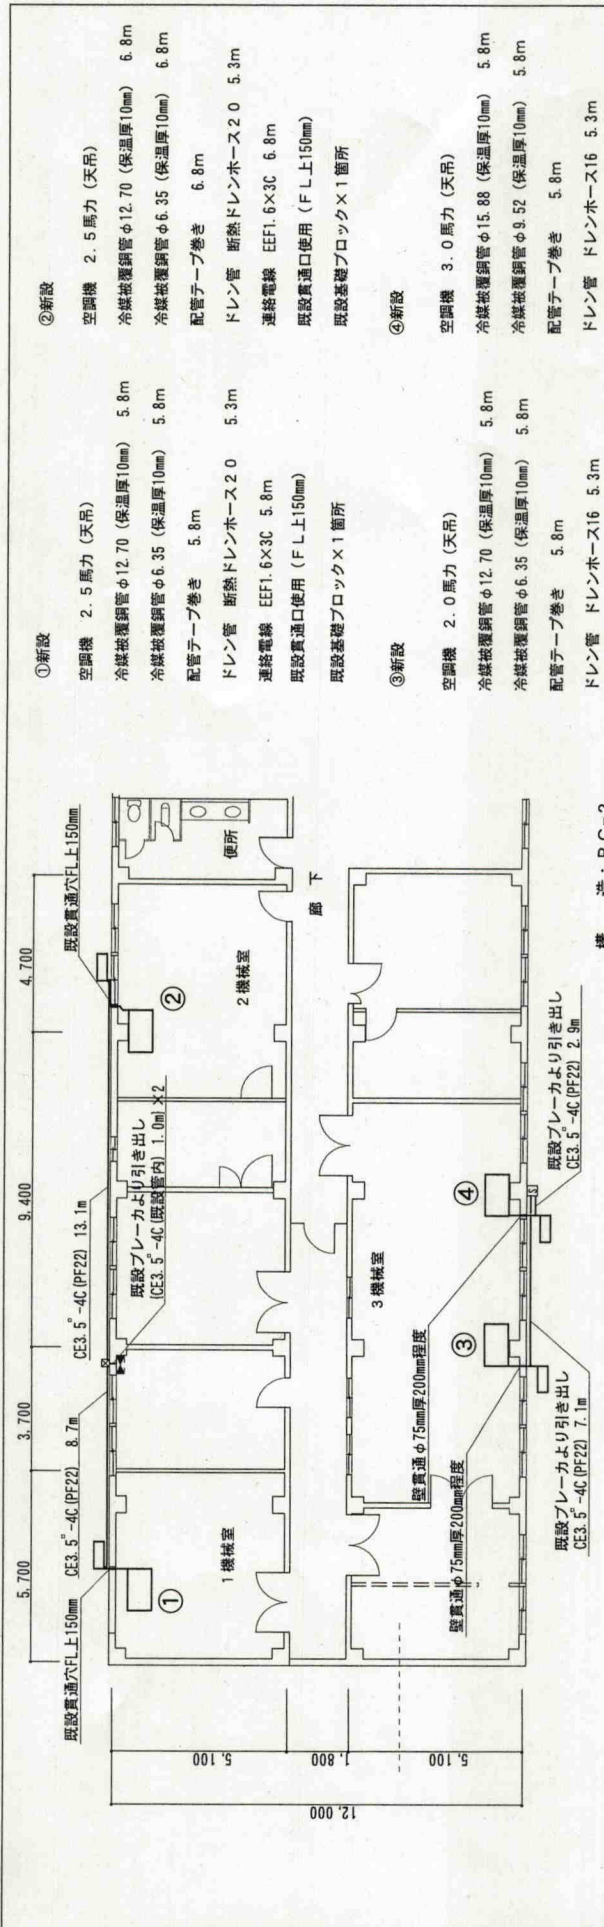 ①新設
空調機 2.5馬力(天吊)
冷媒被覆銅管φ12.70(保温厚10mm) 5.8m
冷媒被覆銅管φ6.35(保温厚10mm) 5.8m
配管テープ巻き 5.8m
ドレン管 断熱ドレンホース20 5.3m
連絡電線 EEF1.6×3C 5.8m
既設貫通口使用(FL上150mm)
既設基礎ブロック×1箇所
②新設
空調機 2.5馬力(天吊)
冷媒被覆銅管φ12.70(保温厚10mm) 6.8m
冷媒被覆銅管φ6.35(保温厚10mm) 6.8m
配管テープ巻き 6.8m
ドレン管 断熱ドレンホース20 5.3m
連絡電線 EEF1.6×3C 6.8m
既設貫通口使用(FL上150mm)
既設基礎ブロック×1箇所
③新設
空調機 2.0馬力(天吊)
冷媒被覆銅管φ12.70(保温厚10mm) 5.8m
冷媒被覆銅管φ6.35(保温厚10mm) 5.8m
配管テープ巻き 5.8m
ドレン管 ドレンホース16 5.3m
④新設
空調機 3.0馬力(天吊)
冷媒被覆銅管φ15.88(保温厚10mm) 5.8m
冷媒被覆銅管φ9.52(保温厚10mm) 5.8m
配管テープ巻き 5.8m
ドレン管 ドレンホース16 5.3m
5,700
3,700
9,400
4,700
既設貫通穴FL上150mm
CE3.5°-4C(PF22) 8.7m
CE3.5°-4C(PF22) 13.1m
既設貫通穴FL上150mm
既設ブレーカより引き出し
(CE3.5°-4C(既設管内) 1.0m)×2
①
②
1機械室
2機械室
便所
廊 下
12,000
5,100
1,800
5,100
3機械室
壁貫通φ75mm厚200mm程度
壁貫通φ75mm厚200mm程度
③
④
S
既設ブレーカより引き出し
CE3.5°-4C(PF22) 7.1m
既設ブレーカより引き出し
CE3.5°-4C(PF22) 2.9m